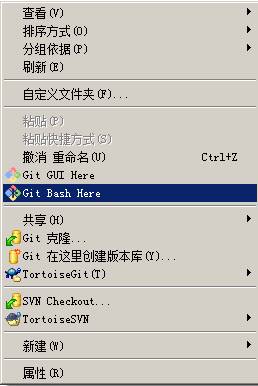 查看(V)
排序方式(O)
分组依据(P)
刷新(E)
自定义文件夹(F)...
粘贴(P)
粘贴快捷方式(S)
撤消 重命名(U) Ctrl+Z
Git GUI Here
Git Bash Here
共享(H)
Git 克隆...
Git 在这里创建版本库(Y)...
TortoiseGit(T)
SVN Checkout...
TortoiseSVN
新建(W)
属性(R)